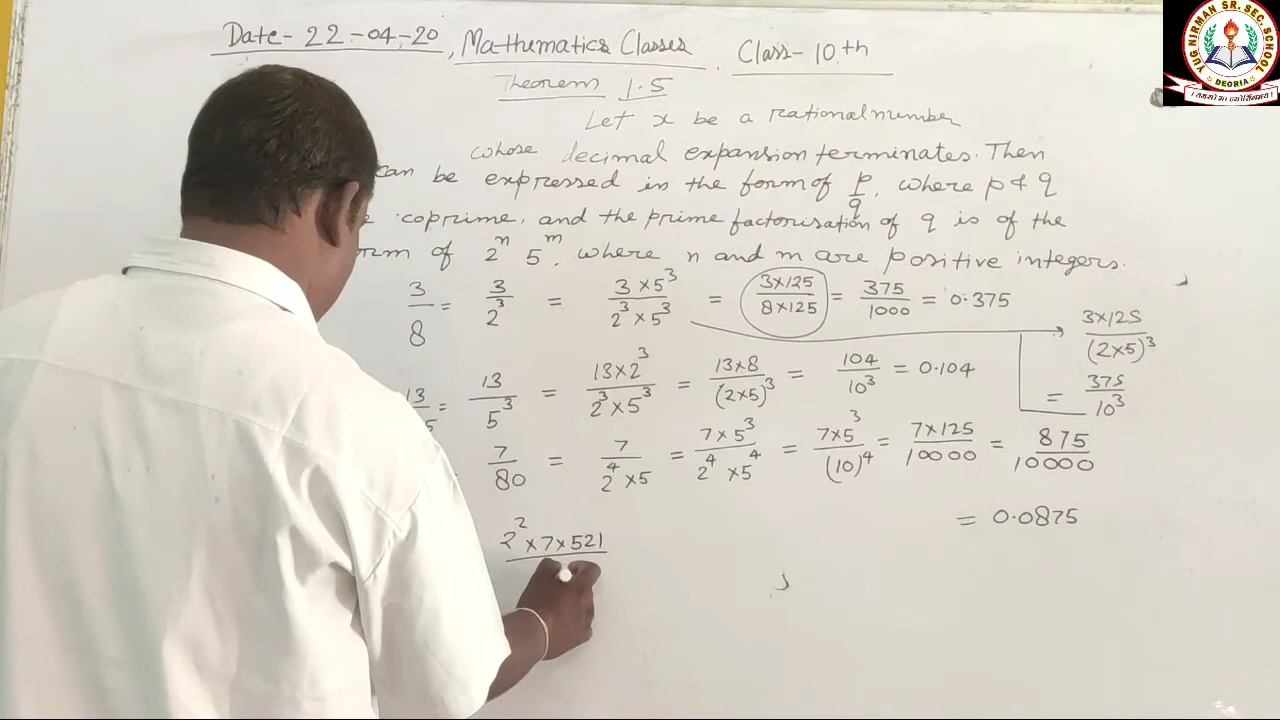 Date- 22-04-20, Mathematics Classes. Class- 10th
Theorem 1.5
Let x be a rational number
whose decimal expansion terminates. Then
can be expressed in the form of p/q, where p & q
coprime, and the prime factorisation of q is of the
of 2^n 5^m, where n and m are positive integers.
3/8 = 3/2^3 = 3×5^3/2^3×5^3 = 3×125/8×125 = 375/1000 = 0.375
3×125/(2×5)^3
= 375/10^3
13/5 = 13/5^3 = 13×2^3/2^3×5^3 = 13×8/(2×5)^3 = 104/10^3 = 0.104
7/80 = 7/2^4×5 = 7×5^3/2^4×5^4 = 7×5^3/(10)^4 = 7×125/10000 = 875/10000
= 0.0875
2^2×7×521
YUG NIRMAN SR. SEC. SCHOOL
DEORIA